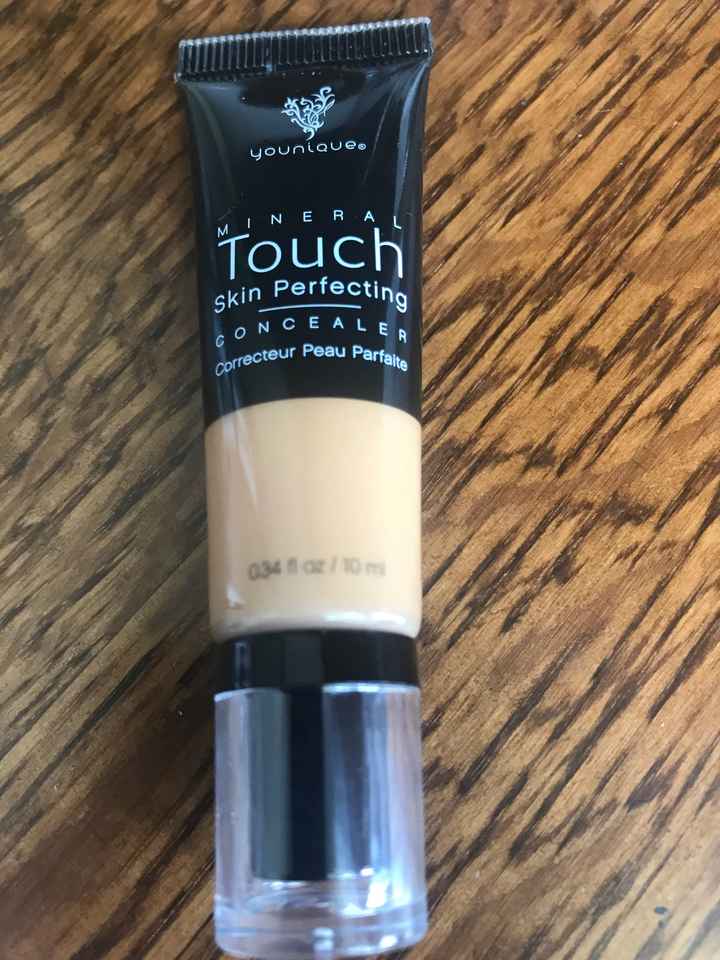 younique®
MINERAL
Touch
Skin Perfecting
CONCEALER
Correcteur Peau Parfaite
0.34 fl oz / 10 ml